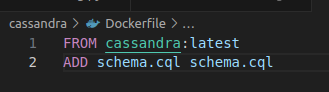 cassandra > Dockerfile > ...
1 FROM cassandra:latest
2 ADD schema.cql schema.cql